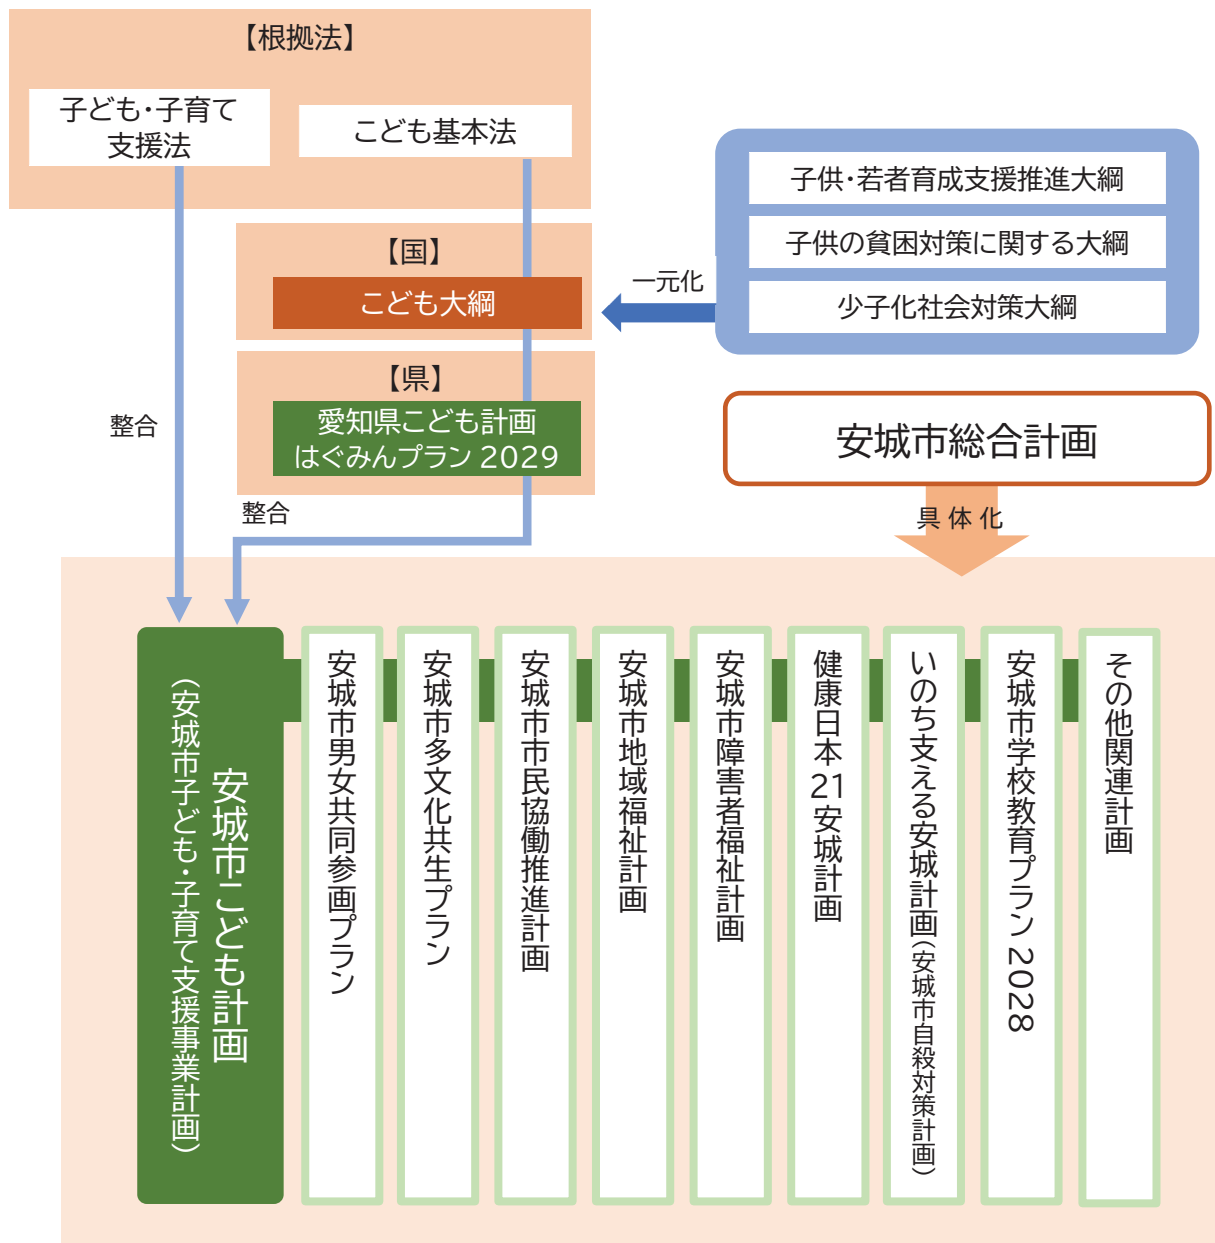 【根拠法】
子ども・子育て
支援法
こども基本法
【国】
こども大綱
一元化
子供・若者育成支援推進大綱
子供の貧困対策に関する大綱
少子化社会対策大綱
【県】
愛知県こども計画
はぐみんプラン 2029
整合
整合
安城市総合計画
具体化
安城市こども計画
（安城市子ども・子育て支援事業計画）
安城市男女共同参画プラン
安城市多文化共生プラン
安城市市民協働推進計画
安城市地域福祉計画
安城市障害者福祉計画
健康日本 21 安城計画
いのち支える安城計画（安城市自殺対策計画）
安城市学校教育プラン 2028
その他関連計画